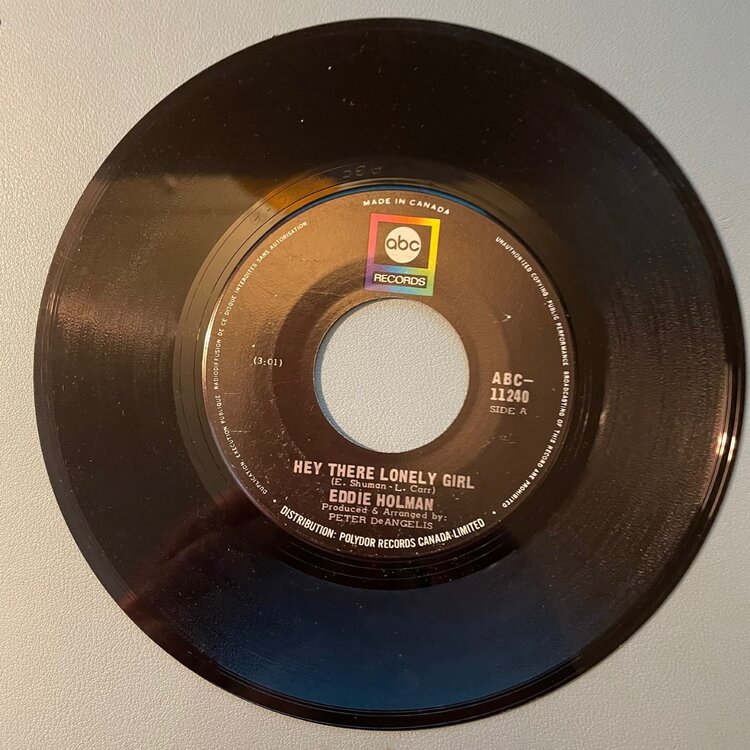 MADE IN CANADA
abc
RECORDS
DUPLICATION EXECUTION PUBLIQUE RADIODIFFUSION DE CE DISQUE INTERDITES SANS AUTORISATION.
UNAUTHORIZED COPYING, PUBLIC PERFORMANCE BROADCASTING OF THIS RECORD ARE PROHIBITED
(3:01)
ABC-
11240
SIDE A
HEY THERE LONELY GIRL
(E. Shuman - L. Carr)
EDDIE HOLMAN
Produced & Arranged by:
PETER DeANGELIS
• DISTRIBUTION: POLYDOR RECORDS CANADA LIMITED •